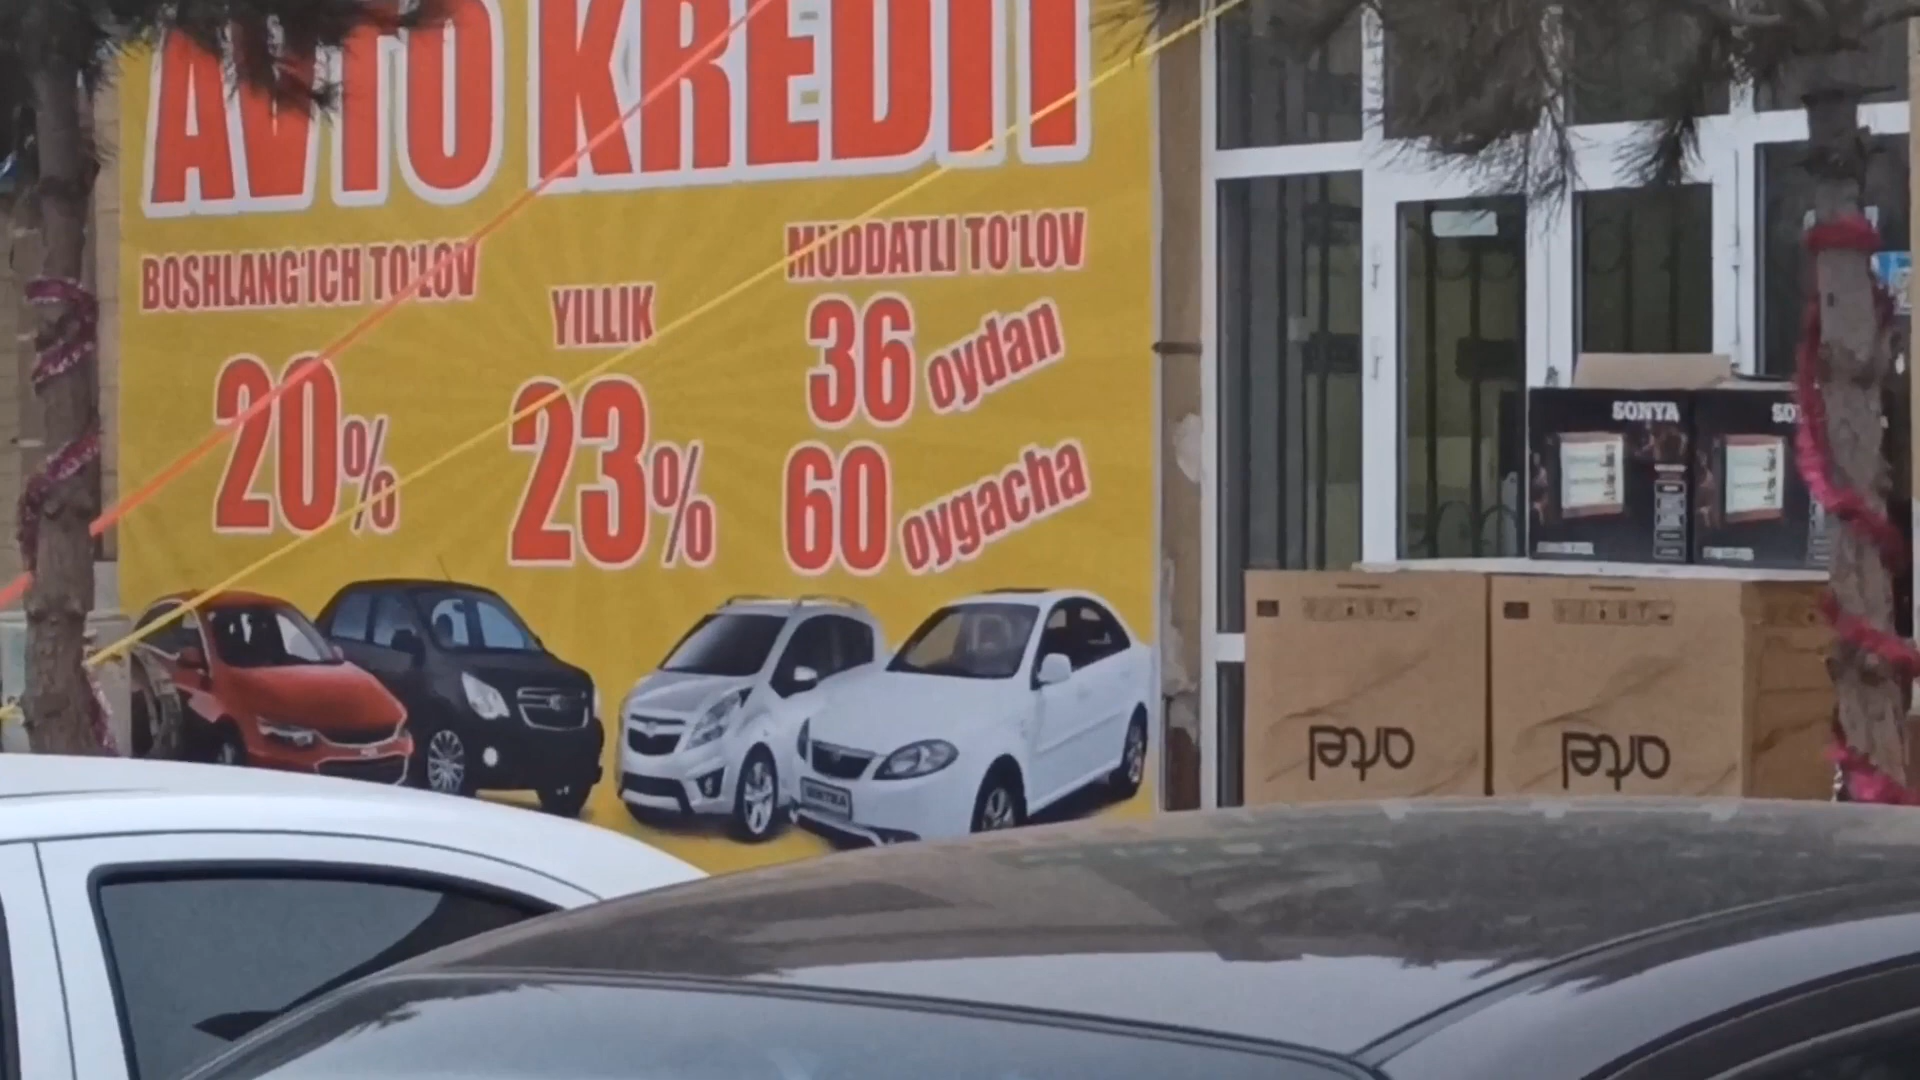 AVTO KREDIT
BOSHLANG'ICH TO'LOV
20%
YILLIK
23%
MUDDATLI TO'LOV
36 oydan
60 oygacha
SONYA
artel
artel